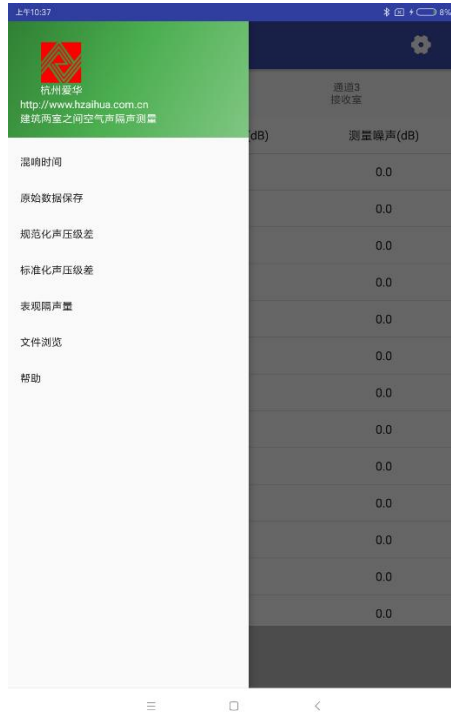 上午10:37
8%
杭州爱华
http://www.hzaihua.com.cn
建筑两室之间空气声隔声测量
通道3
接收室
(dB)
测量噪声(dB)
混响时间
0.0
原始数据保存
0.0
规范化声压级差
0.0
标准化声压级差
0.0
表现隔声量
0.0
文件浏览
0.0
帮助
0.0
0.0
0.0
0.0
0.0
0.0
0.0